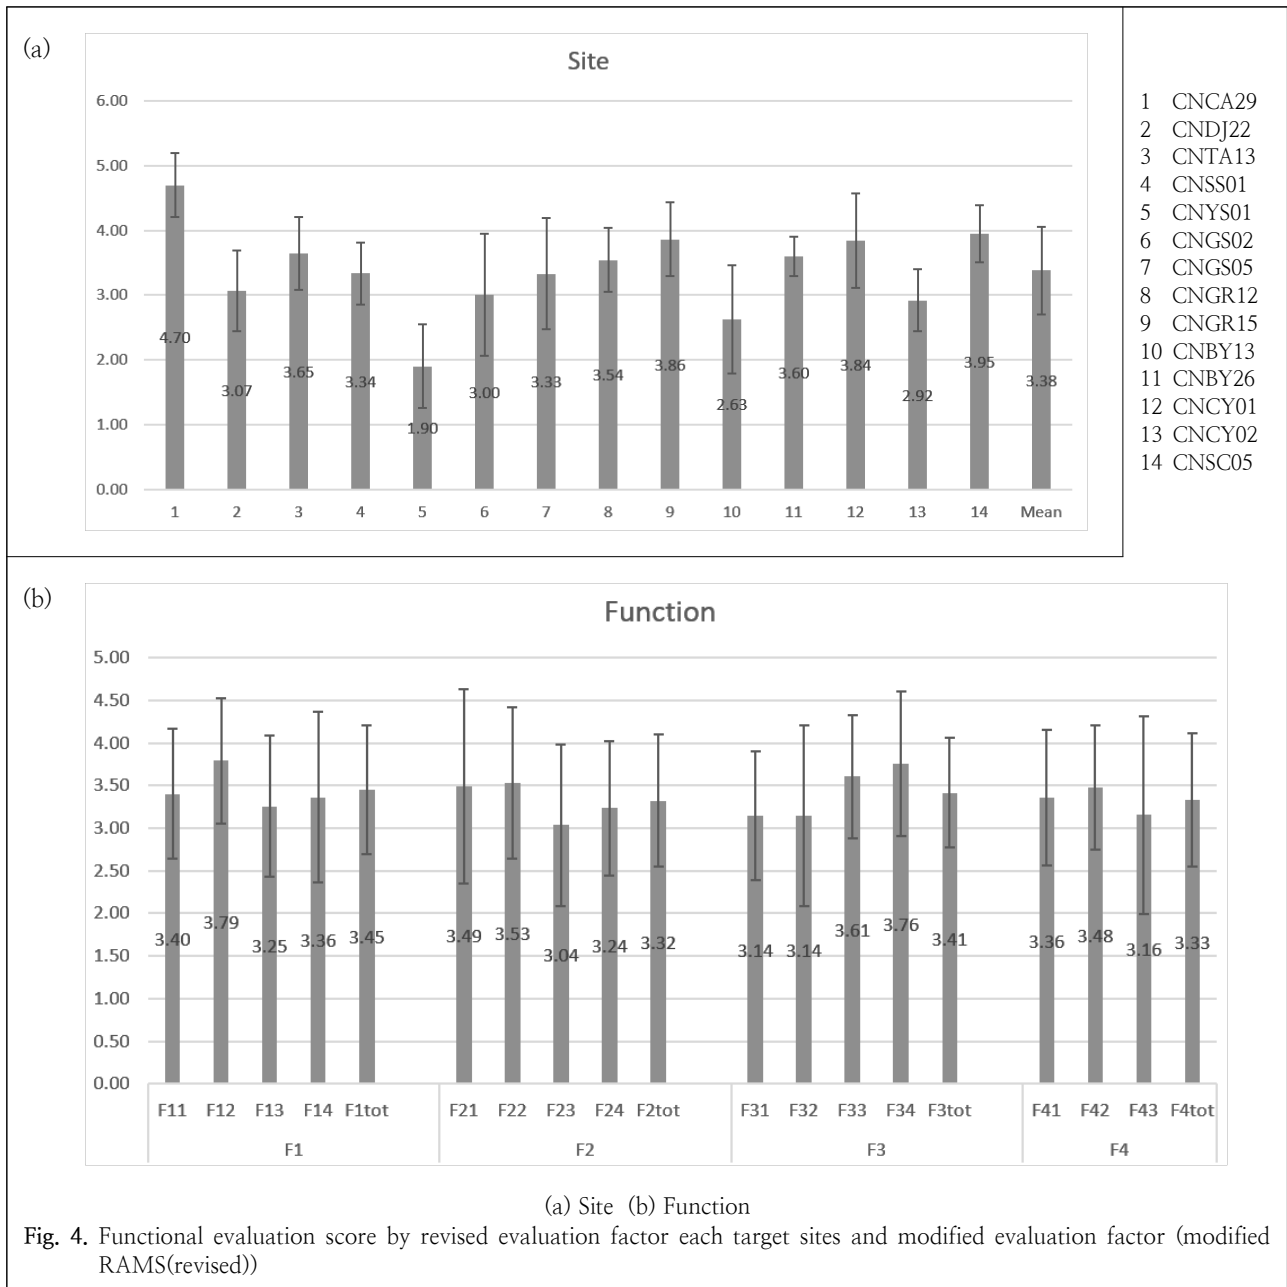 (a)
Site
6.00
5.00
4.00
3.00
2.00
1.00
0.00
4.70 3.07 3.65 3.34 1.90 3.00 3.33 3.54 3.86 2.63 3.60 3.84 2.92 3.95 3.38
1 2 3 4 5 6 7 8 9 10 11 12 13 14 Mean
1 CNCA29
2 CNDJ22
3 CNTA13
4 CNSS01
5 CNYS01
6 CNGS02
7 CNGS05
8 CNGR12
9 CNGR15
10 CNBY13
11 CNBY26
12 CNCY01
13 CNCY02
14 CNSC05
(b)
Function
5.00
4.50
4.00
3.50
3.00
2.50
2.00
1.50
1.00
0.50
0.00
3.40 3.79 3.25 3.36 3.45 3.49 3.53 3.04 3.24 3.32 3.14 3.14 3.61 3.76 3.41 3.36 3.48 3.16 3.33
F11 F12 F13 F14 F1tot F21 F22 F23 F24 F2tot F31 F32 F33 F34 F3tot F41 F42 F43 F4tot
F1 F2 F3 F4
(a) Site (b) Function
Fig. 4. Functional evaluation score by revised evaluation factor each target sites and modified evaluation factor (modified
RAMS(revised))